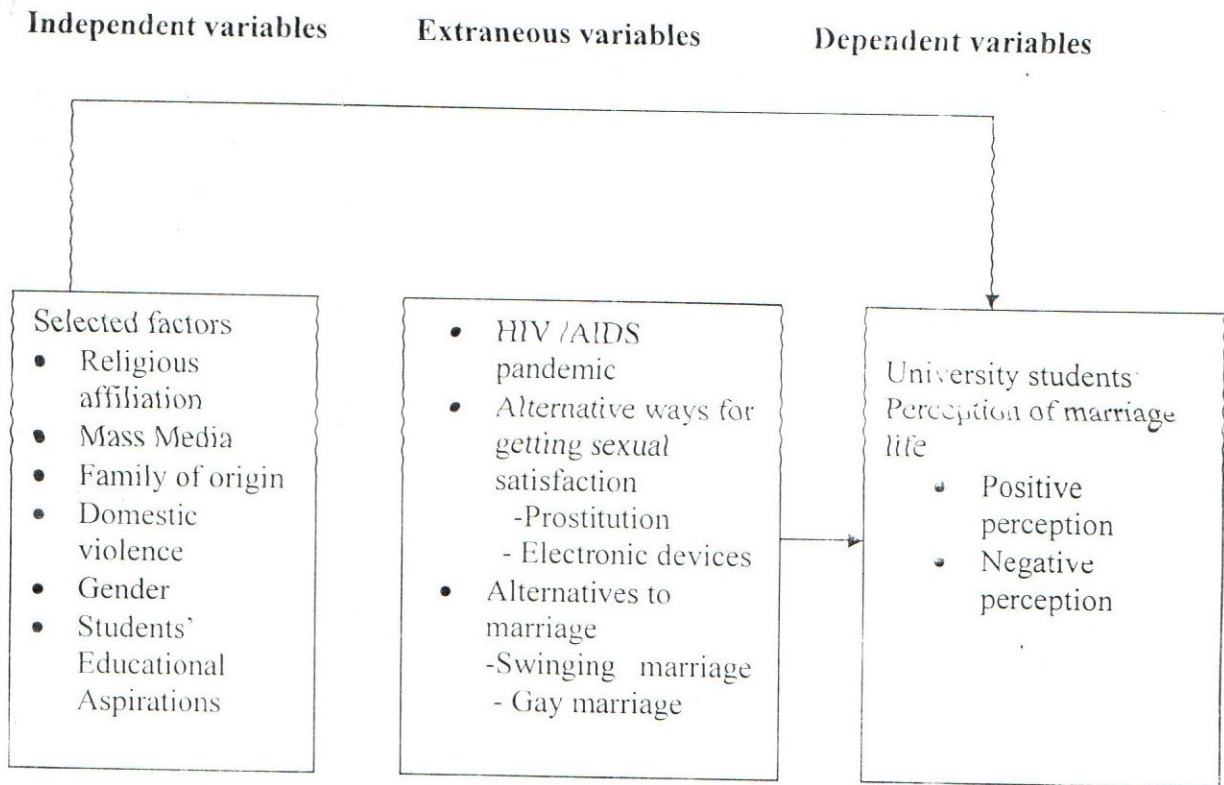 Independent variables
Extraneous variables
Dependent variables
Selected factors
• Religious
affiliation
• Mass Media
• Family of origin
• Domestic
violence
• Gender
• Students’
Educational
Aspirations
• HIV /AIDS
pandemic
• Alternative ways for
getting sexual
satisfaction
-Prostitution
- Electronic devices
• Alternatives to
marriage
-Swinging marriage
- Gay marriage
University students'
Perception of marriage
life
• Positive
perception
• Negative
perception